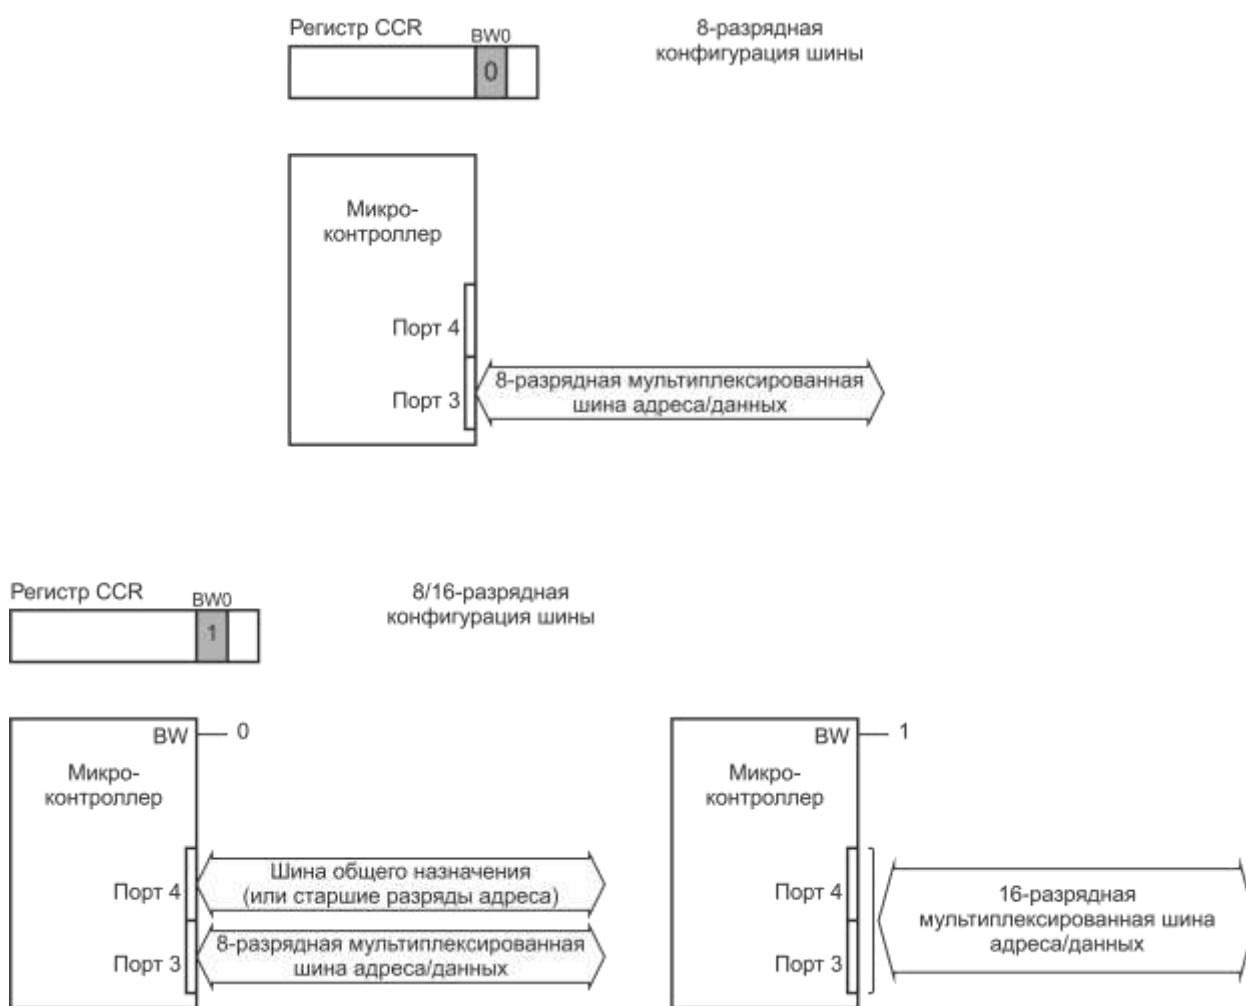 Регистр CCR
BW0
0
8-разрядная
конфигурация шины
Микро-
контроллер
Порт 4
Порт 3
8-разрядная мультиплексированная
шина адреса/данных
Регистр CCR
BW0
1
8/16-разрядная
конфигурация шины
BW
0
Микро-
контроллер
Порт 4
Шина общего назначения
(или старшие разряды адреса)
Порт 3
8-разрядная мультиплексированная
шина адреса/данных
BW
1
Микро-
контроллер
Порт 4
Порт 3
16-разрядная
мультиплексированная шина
адреса/данных